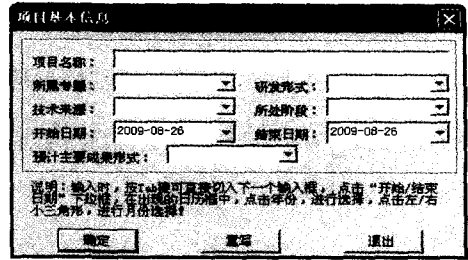 项目基本信息
项目名称：
所属专题： 研发形式：
技术来源： 所处阶段：
开始日期： 2009-08-26 结束日期： 2009-08-26
预计主要成果形式：
说明：输入时，按Tab键可直接切入下一个输入框，点击“开始/结束
日期”下拉框，在出现的日历框中，点击年份，进行选择，点击左/右
小三角形，进行月份选择！
确定 重写 退出